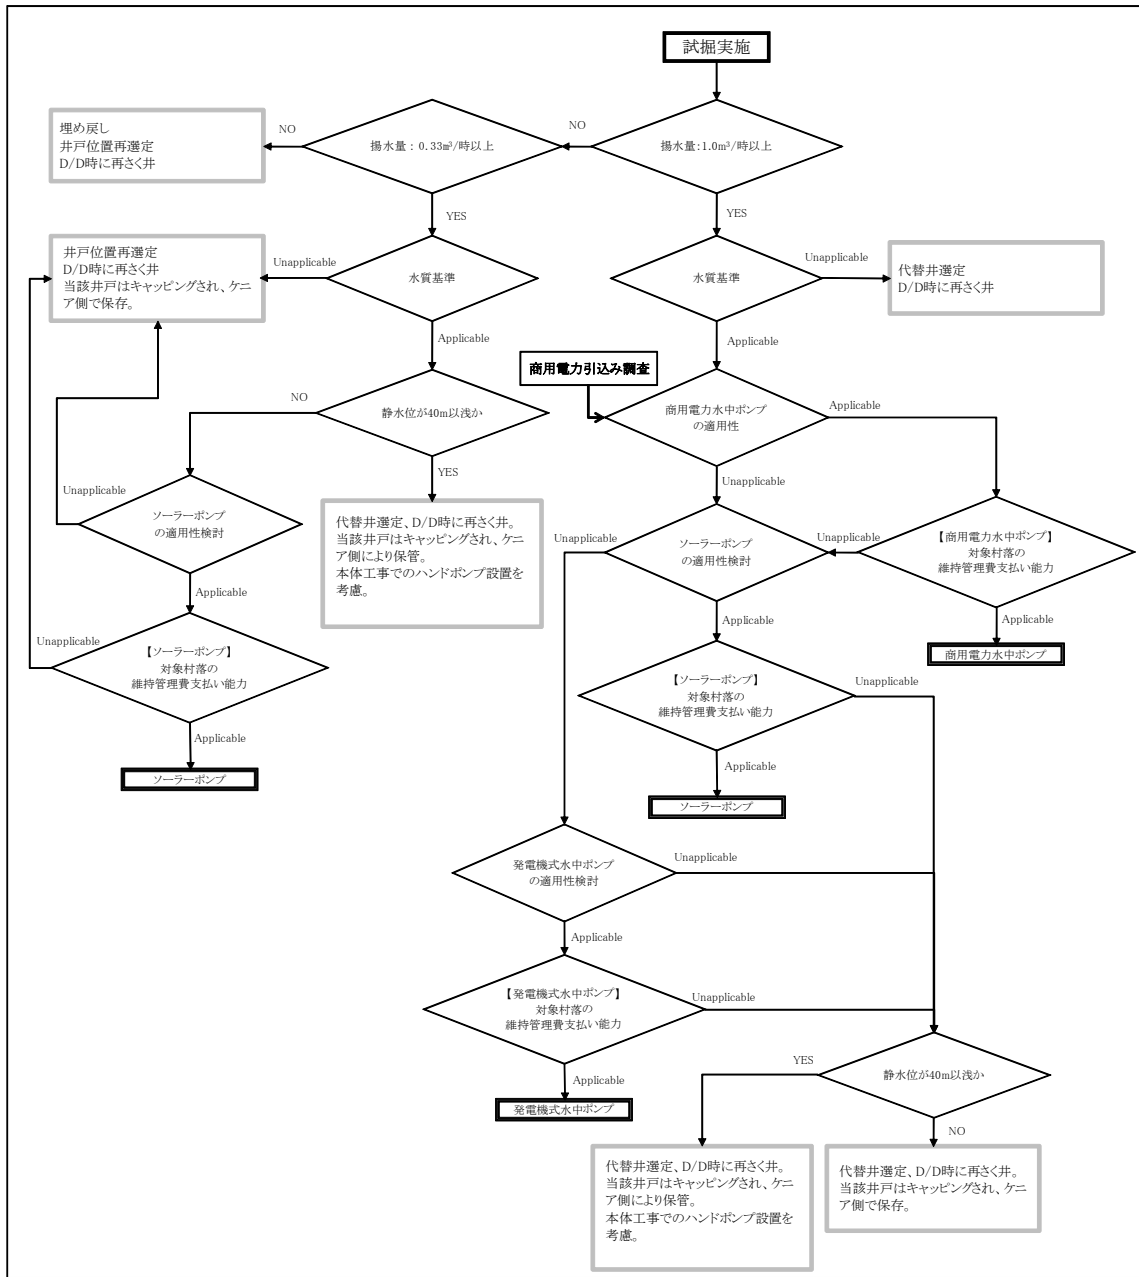 試掘実施
埋め戻し
井戸位置再選定
D/D時に再さく井
NO
揚水量：0.33m³/時以上
NO
揚水量:1.0m³/時以上
YES
YES
井戸位置再選定
D/D時に再さく井
当該井戸はキャッピングされ、ケニ
ア側で保存。
Unapplicable
水質基準
水質基準
Unapplicable
代替井選定
D/D時に再さく井
Applicable
Applicable
商用電力引込み調査
NO
静水位が40m以浅か
商用電力水中ポンプ
の適用性
Applicable
YES
Unapplicable
Unapplicable
ソーラーポンプ
の適用性検討
代替井選定、D/D時に再さく井。
当該井戸はキャッピングされ、ケニ
ア側により保管。
本体工事でのハンドポンプ設置を
考慮。
Unapplicable
ソーラーポンプ
の適用性検討
Unapplicable
【商用電力水中ポンプ】
対象村落の
維持管理費支払い能力
Applicable
Applicable
Applicable
Unapplicable
【ソーラーポンプ】
対象村落の
維持管理費支払い能力
商用電力水中ポンプ
【ソーラーポンプ】
対象村落の
維持管理費支払い能力
Unapplicable
Applicable
Applicable
ソーラーポンプ
ソーラーポンプ
発電機式水中ポンプ
の適用性検討
Unapplicable
Applicable
【発電機式水中ポンプ】
対象村落の
維持管理費支払い能力
Unapplicable
Applicable
YES
静水位が40m以浅か
発電機式水中ポンプ
NO
代替井選定、D/D時に再さく井。
当該井戸はキャッピングされ、ケニ
ア側により保管。
本体工事でのハンドポンプ設置を
考慮。
代替井選定、D/D時に再さく井。
当該井戸はキャッピングされ、ケニ
ア側で保存。